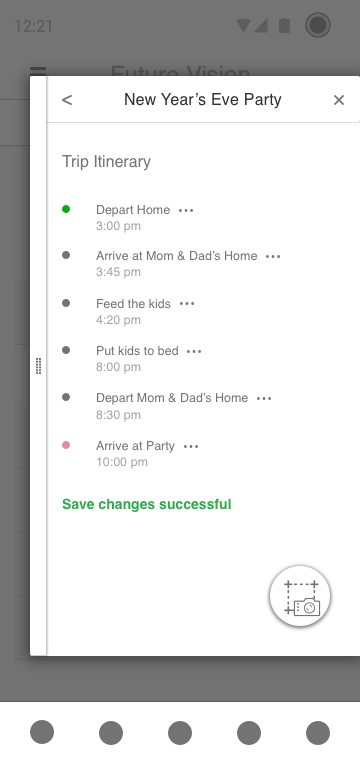 12:21
Future Vision
<
New Year’s Eve Party
×
Trip Itinerary
Depart Home •••
3:00 pm
Arrive at Mom & Dad’s Home •••
3:45 pm
Feed the kids •••
4:20 pm
Put kids to bed •••
8:00 pm
Depart Mom & Dad’s Home •••
8:30 pm
Arrive at Party •••
10:00 pm
Save changes successful